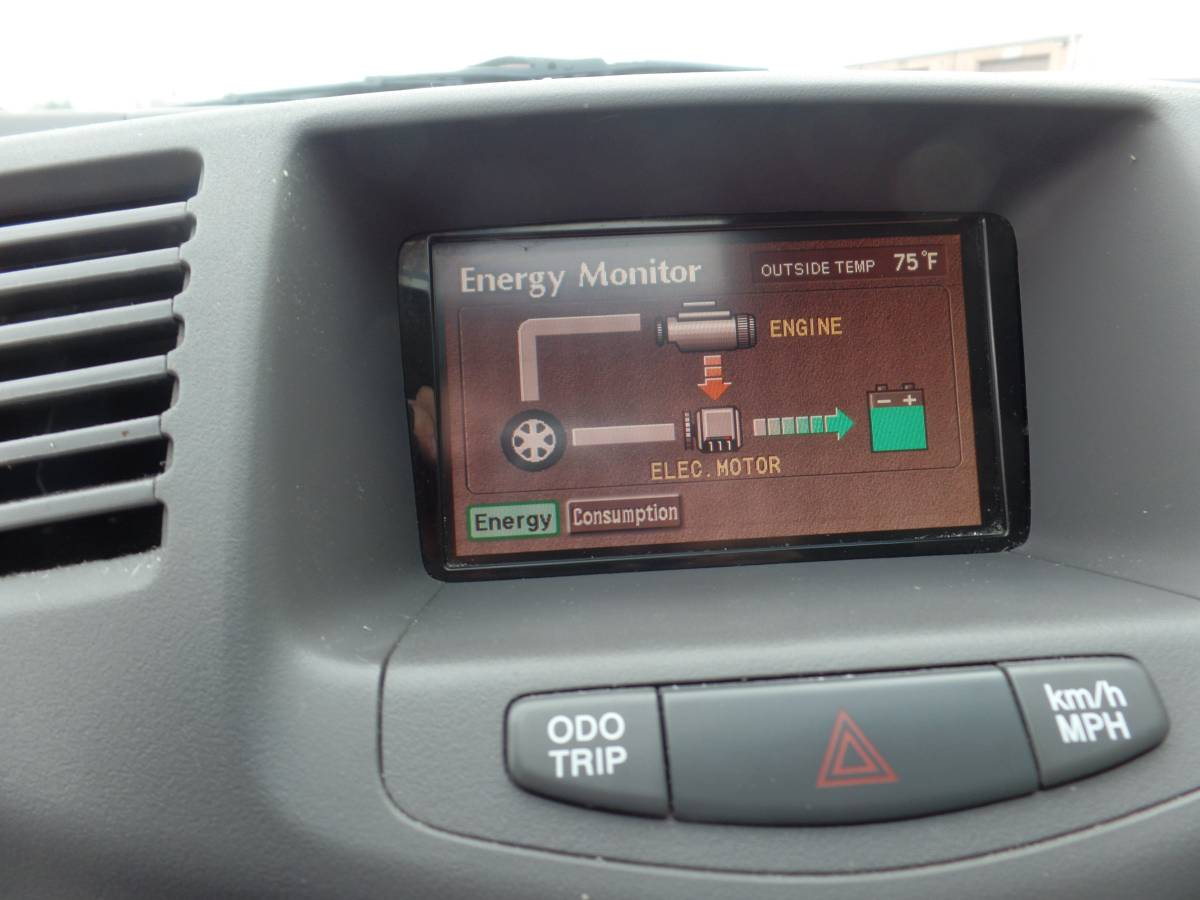 Energy Monitor
OUTSIDE TEMP 75°F
ENGINE
- +
ELEC.MOTOR
Energy
Consumption
ODO
TRIP
km/h
MPH